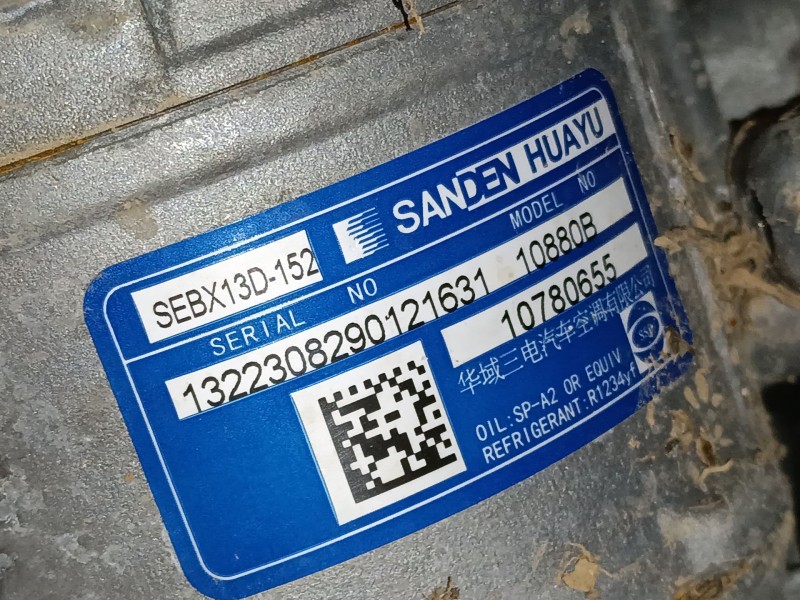 SANDEN HUAYU
SEBX13D-152
MODEL NO
SERIAL NO
10880B
1322308290121631
10780655
华域三电汽车空调有限公司
OIL:SP-A2 OR EQUIV
REFRIGERANT:R1234yf